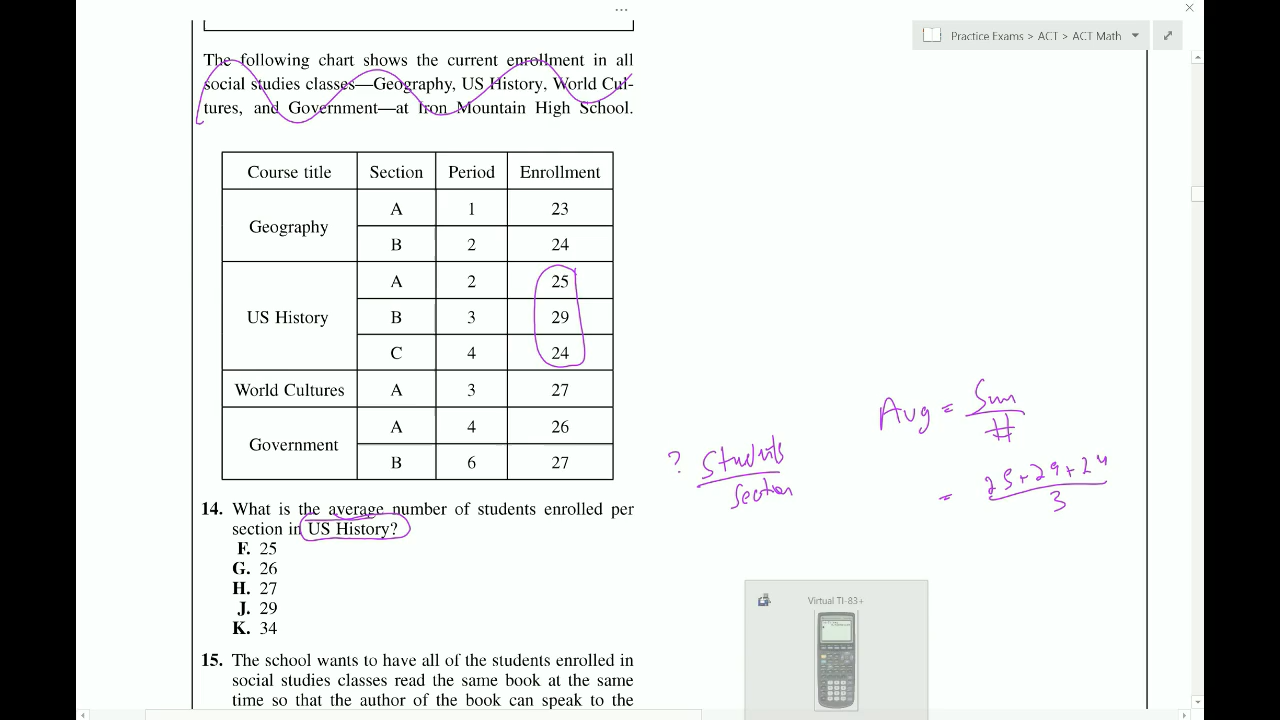 ...
Practice Exams > ACT > ACT Math
The following chart shows the current enrollment in all
social studies classes—Geography, US History, World Cul-
tures, and Government—at Iron Mountain High School.
Course title Section Period Enrollment
Geography A 1 23
B 2 24
US History A 2 25
B 3 29
C 4 24
World Cultures A 3 27
Government A 4 26
B 6 27
Avg = Sum
#
? Students
Section
= 25+29+24
3
14. What is the average number of students enrolled per
section in US History?
F. 25
G. 26
H. 27
J. 29
K. 34
Virtual TI-83+
15. The school wants to have all of the students enrolled in
social studies classes read the same book at the same
time so that the author of the book can speak to the